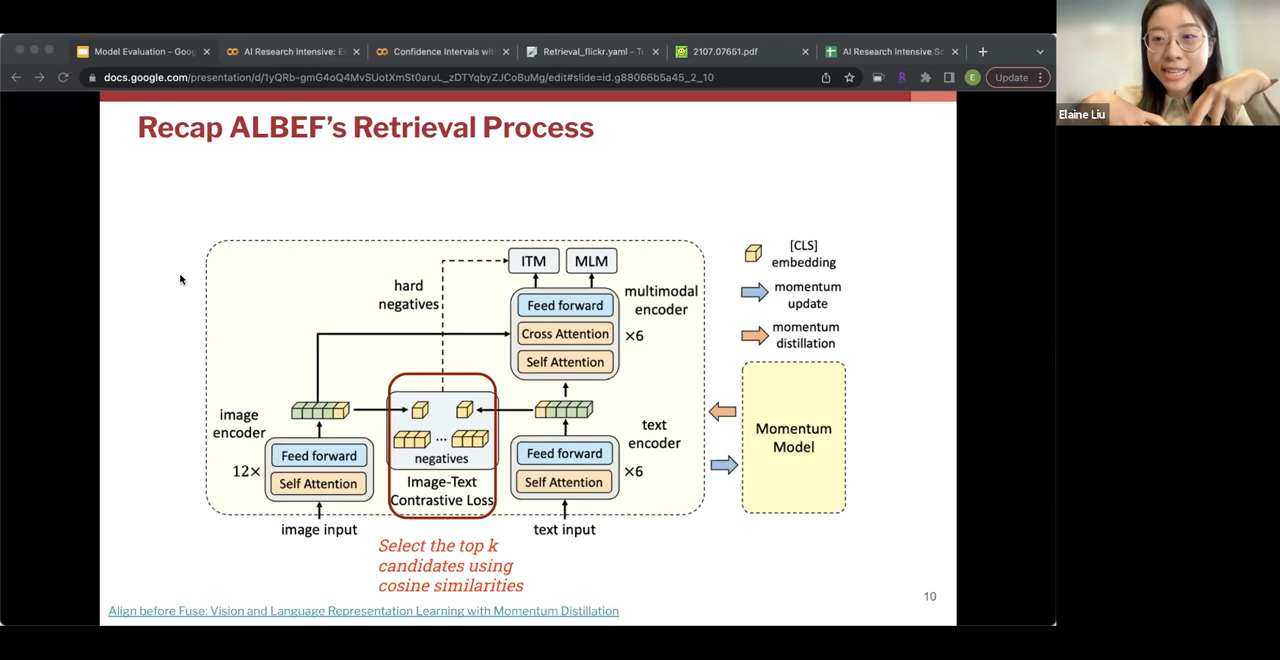 Model Evaluation - Goog
AI Research Intensive: E
Confidence Intervals wit
Retrieval_flickr.yaml - T
2107.07651.pdf
AI Research Intensive Sc
docs.google.com/presentation/d/1yQRb-gmG4oQ4MvSUotXmSt0aruL_zDTYqbyZJCoBuMg/edit#slide=id.g88066b5a45_2_10
E
Update
Elaine Liu
Recap ALBEF's Retrieval Process
ITM
MLM
hard
negatives
Feed forward
Cross Attention
Self Attention
multimodal
encoder
×6
[CLS]
embedding
momentum
update
momentum
distillation
image
encoder
12×
Feed forward
Self Attention
...
negatives
Image-Text
Contrastive Loss
Feed forward
Self Attention
text
encoder
×6
Momentum
Model
image input
text input
Select the top k
candidates using
cosine similarities
10
Align before Fuse: Vision and Language Representation Learning with Momentum Distillation